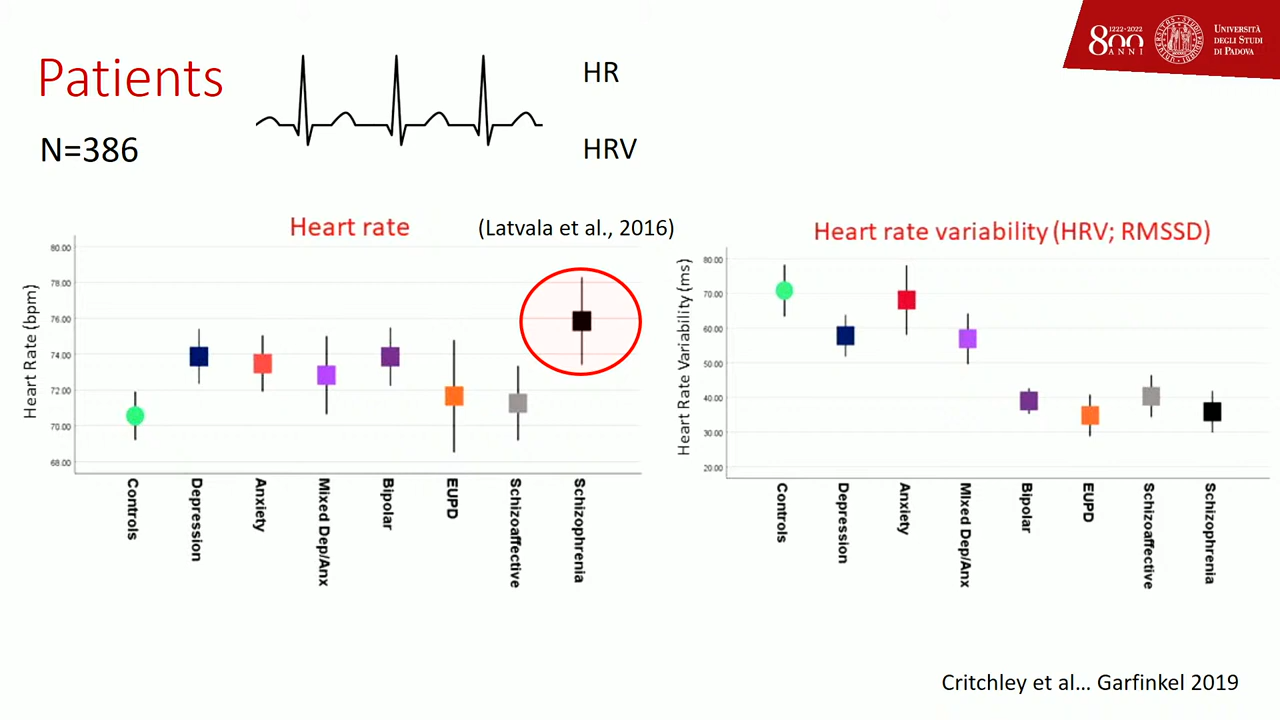 Patients
N=386
HR
HRV
1222·2022
800
ANNI
UNIVERSITÀ
DEGLI STUDI
DI PADOVA
Heart rate
(Latvala et al., 2016)
Heart Rate (bpm)
80.00
78.00
76.00
74.00
72.00
70.00
68.00
Controls
Depression
Anxiety
Mixed Dep/Anx
Bipolar
EUPD
Schizoaffective
Schizophrenia
Heart rate variability (HRV; RMSSD)
Heart Rate Variability (ms)
80.00
70.00
60.00
50.00
40.00
30.00
20.00
Controls
Depression
Anxiety
Mixed Dep/Anx
Bipolar
EUPD
Schizoaffective
Schizophrenia
Critchley et al... Garfinkel 2019